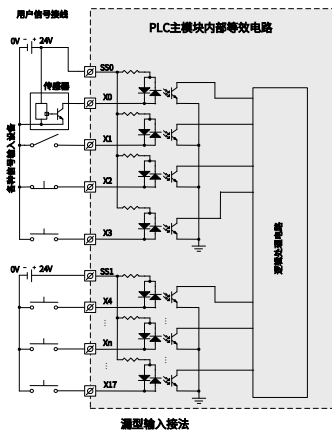 用户信号接线
PLC主模块内部等效电路
0V - + 24V
SS0
传感器
X0
X1
各种信号输入设备
X2
X3
逻辑处理电路
0V - + 24V
SS1
X4
Xn
X17
漏型输入接法